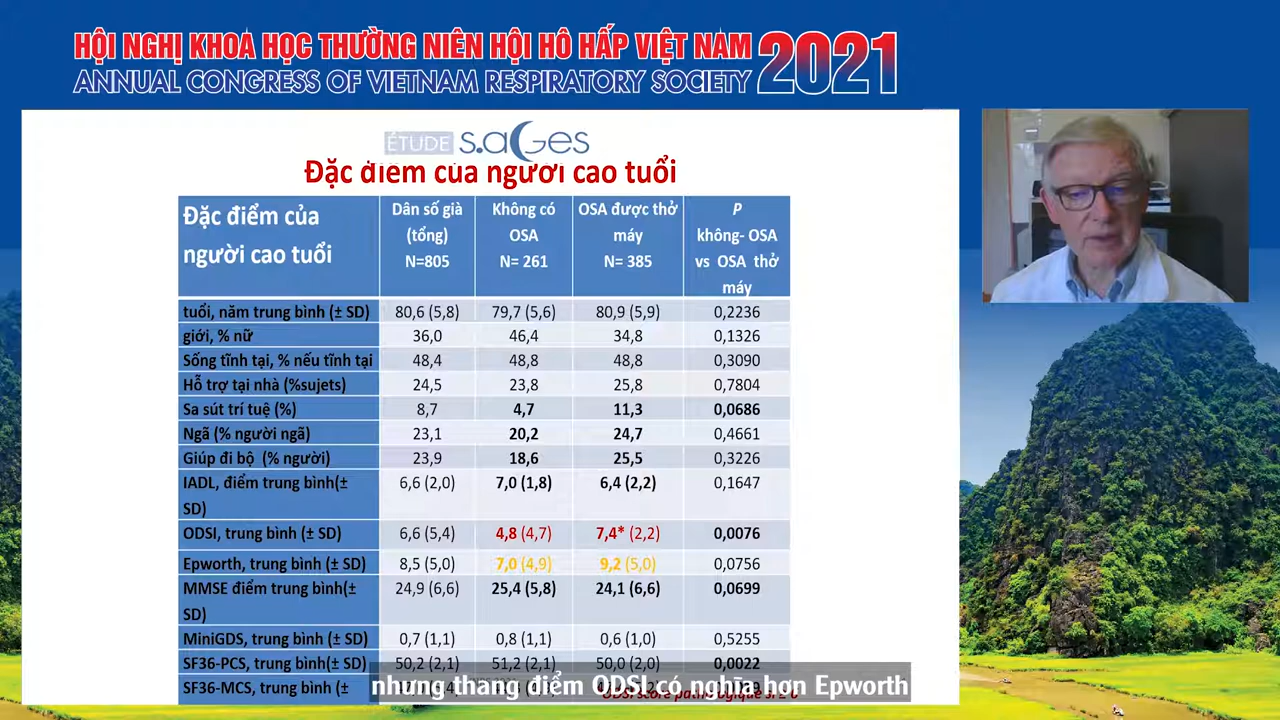 HỘI NGHỊ KHOA HỌC THƯỜNG NIÊN HỘI HÔ HẤP VIỆT NAM 2021
ANNUAL CONGRESS OF VIETNAM RESPIRATORY SOCIETY
ÉTUDE s.aGes
Đặc điểm của người cao tuổi
Đặc điểm của người cao tuổi | Dân số già (tổng) N=805 | Không có OSA N= 261 | OSA được thở máy N= 385 | P không- OSA vs OSA thở máy
tuổi, năm trung bình (± SD) 80,6 (5,8) 79,7 (5,6) 80,9 (5,9) 0,2236
giới, % nữ 36,0 46,4 34,8 0,1326
Sống tĩnh tại, % nếu tĩnh tại 48,4 48,8 48,8 0,3090
Hỗ trợ tại nhà (%sujets) 24,5 23,8 25,8 0,7804
Sa sút trí tuệ (%) 8,7 4,7 11,3 0,0686
Ngã (% người ngã) 23,1 20,2 24,7 0,4661
Giúp đi bộ (% người) 23,9 18,6 25,5 0,3226
IADL, điểm trung bình(± SD) 6,6 (2,0) 7,0 (1,8) 6,4 (2,2) 0,1647
ODSI, trung bình (± SD) 6,6 (5,4) 4,8 (4,7) 7,4* (2,2) 0,0076
Epworth, trung bình (± SD) 8,5 (5,0) 7,0 (4,9) 9,2 (5,0) 0,0756
MMSE điểm trung bình(± SD) 24,9 (6,6) 25,4 (5,8) 24,1 (6,6) 0,0699
MiniGDS, trung bình (± SD) 0,7 (1,1) 0,8 (1,1) 0,6 (1,0) 0,5255
SF36-PCS, trung bình(± SD) 50,2 (2,1) 51,2 (2,1) 50,0 (2,0) 0,0022
SF36-MCS, trung bình (±
nhưng thang điểm ODSI có nghĩa hơn Epworth